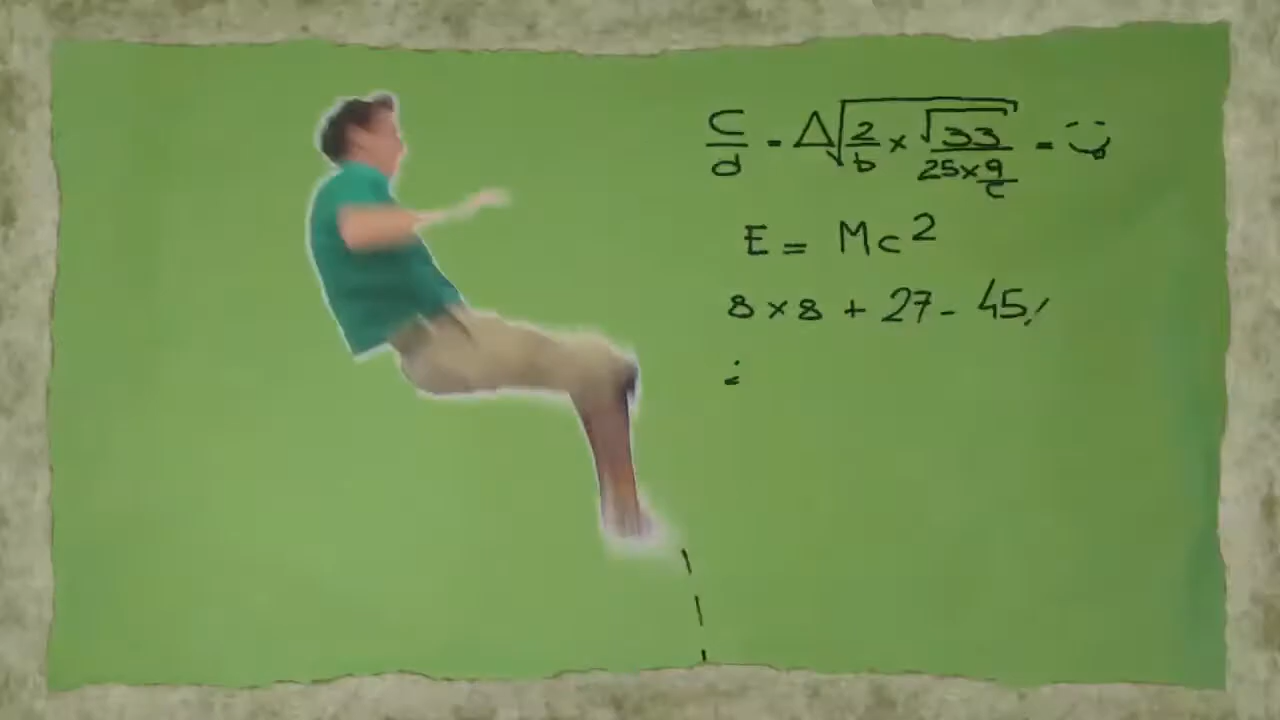 C/d = Δ√(2/b × √33/(25×9/c)) = :)
E = Mc²
8 × 8 + 27 - 45,/
=